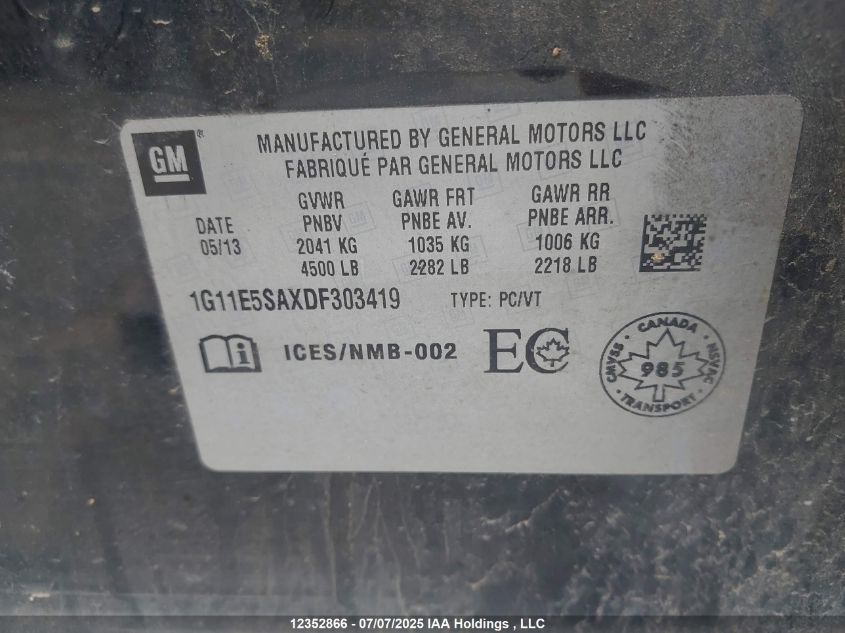 GM®
MANUFACTURED BY GENERAL MOTORS LLC
FABRIQUÉ PAR GENERAL MOTORS LLC
GVWR GAWR FRT GAWR RR
DATE PNBV PNBE AV. PNBE ARR.
05/13 2041 KG 1035 KG 1006 KG
4500 LB 2282 LB 2218 LB
1G11E5SAXDF303419 TYPE: PC/VT
i ICES/NMB-002 EC
CANADA
CMVSS 985 NSVAC
TRANSPORT
12352866 - 07/07/2025 IAA Holdings , LLC